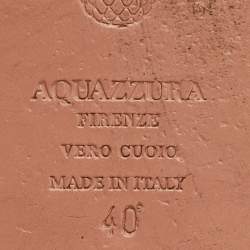 AQUAZZURA
FIRENZE
VERO CUOIO
MADE IN ITALY
40